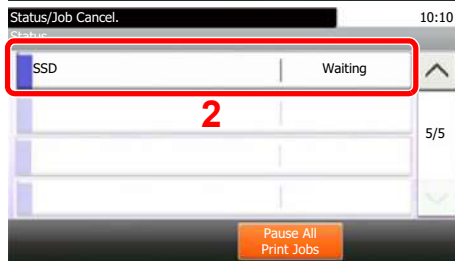 Status/Job Cancel. 10:10
Status
SSD Waiting
2
5/5
Pause All
Print Jobs